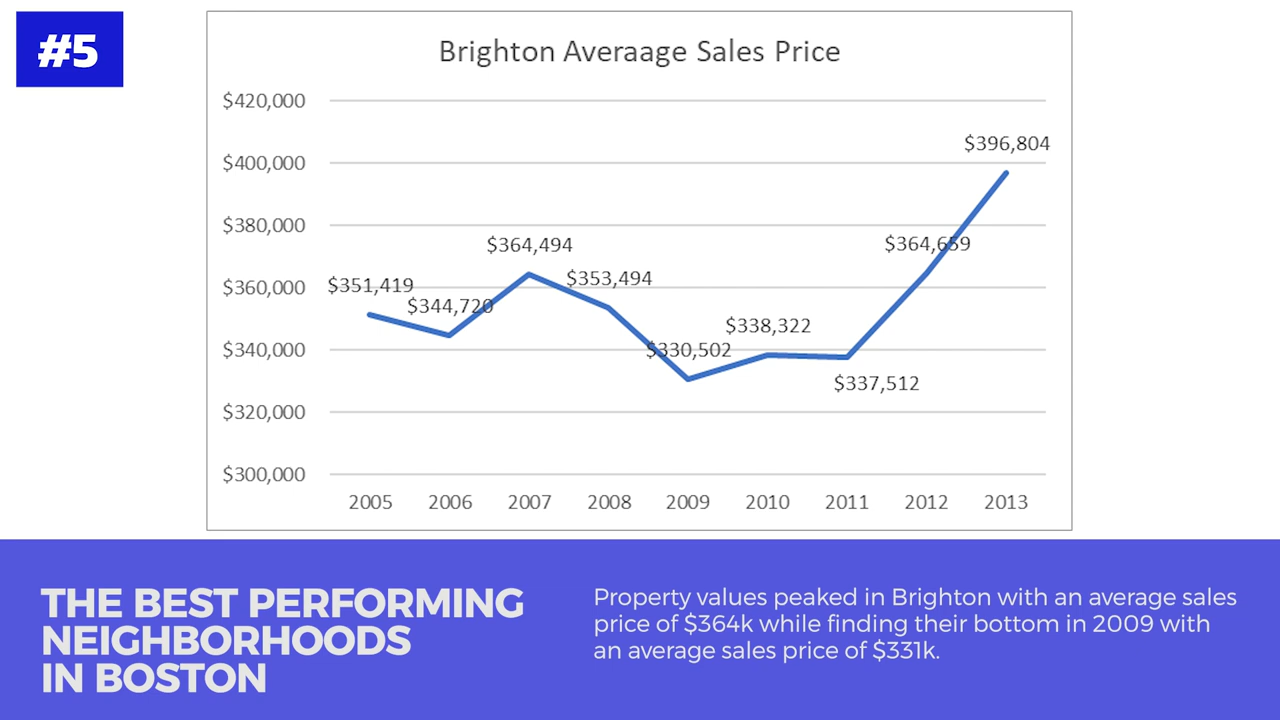 #5
Brighton Averaage Sales Price
$420,000
$400,000
$380,000
$360,000
$340,000
$320,000
$300,000
$351,419
$344,720
$364,494
$353,494
$330,502
$338,322
$337,512
$364,659
$396,804
2005 2006 2007 2008 2009 2010 2011 2012 2013
THE BEST PERFORMING
NEIGHBORHOODS
IN BOSTON
Property values peaked in Brighton with an average sales
price of $364k while finding their bottom in 2009 with
an average sales price of $331k.